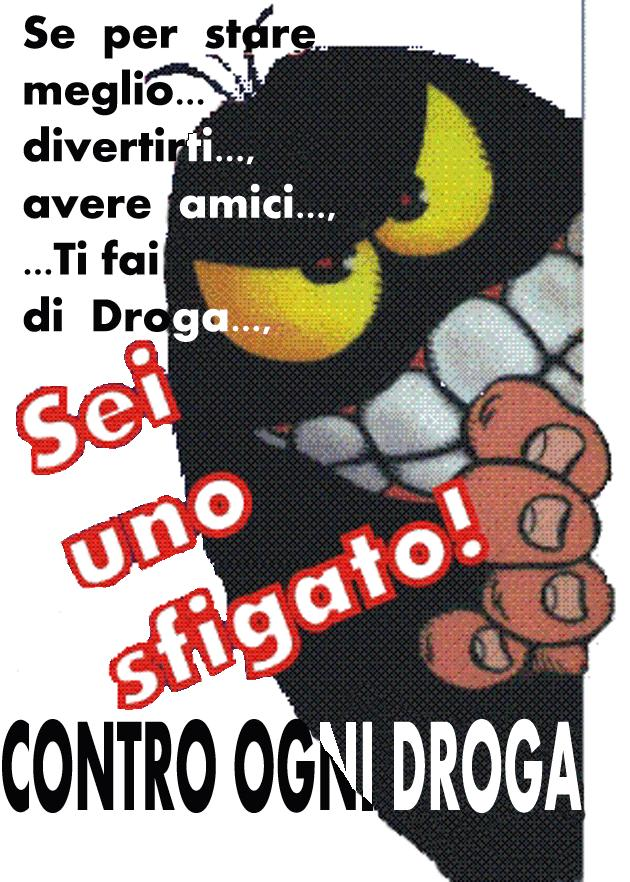 Se per stare
meglio...
divertirti...,
avere amici...,
...Ti fai
di Droga...,
Sei
uno
sfigato!
CONTRO OGNI DROGA